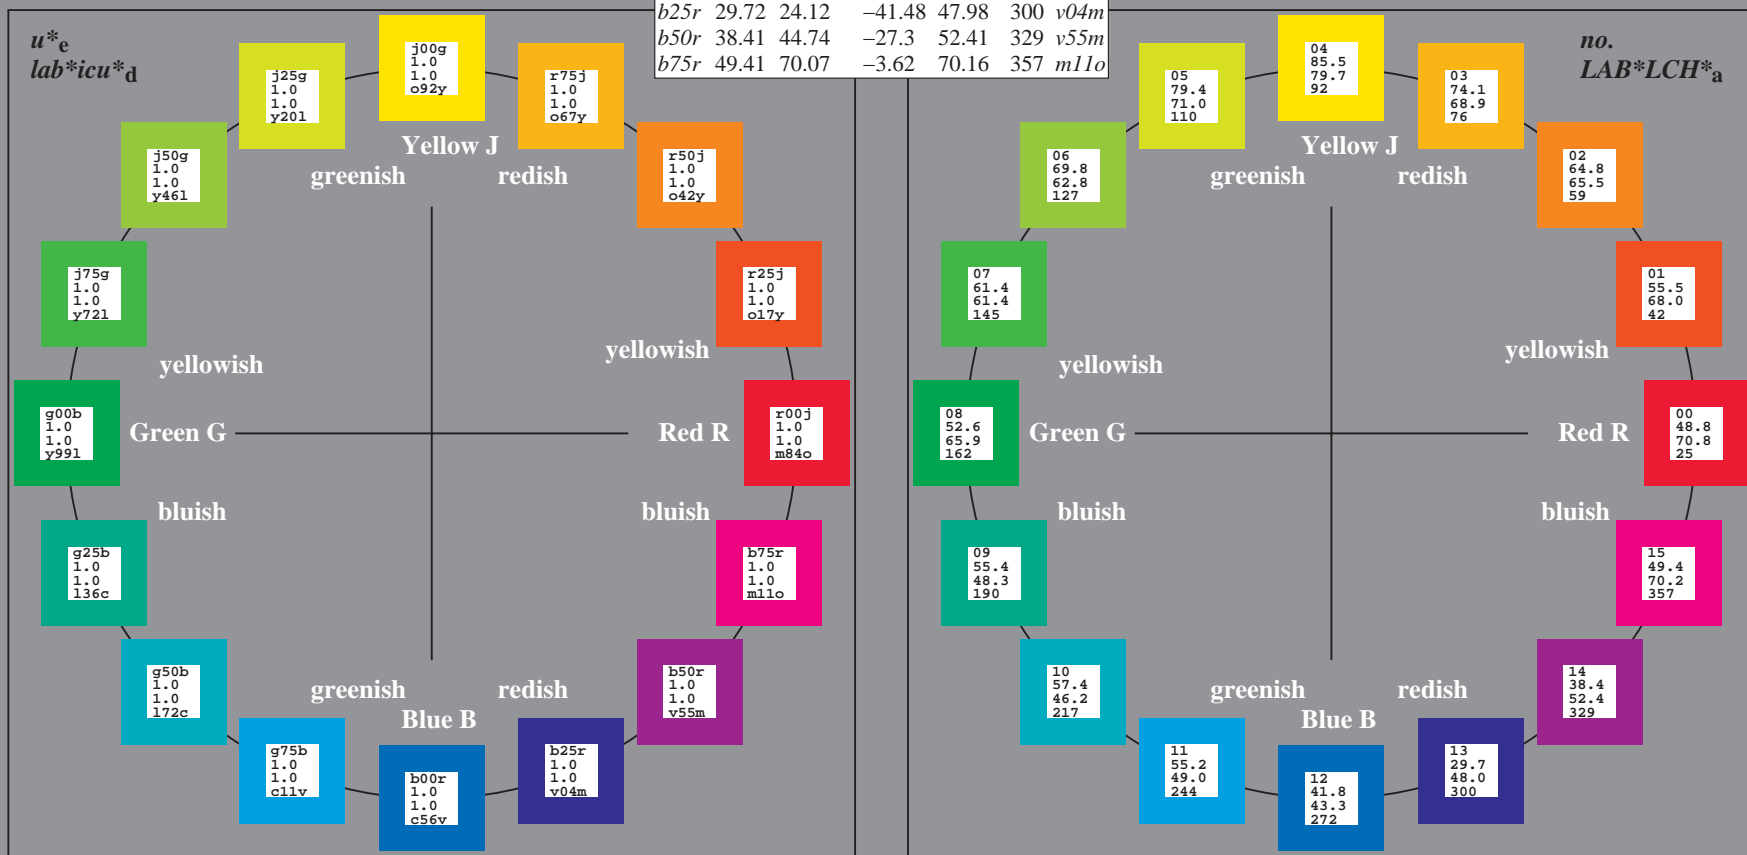 b25r 29.72 24.12 −41.48 47.98 300 v04m
b50r 38.41 44.74 −27.3 52.41 329 v55m
b75r 49.41 70.07 −3.62 70.16 357 m11o
u*e
lab*icu*d
j00g
1.0
1.0
o92y
r75j
1.0
1.0
o67y
r50j
1.0
1.0
o42y
r25j
1.0
1.0
o17y
r00j
1.0
1.0
m84o
b75r
1.0
1.0
m11o
b50r
1.0
1.0
v55m
b25r
1.0
1.0
v04m
b00r
1.0
1.0
c56v
g75b
1.0
1.0
c11v
g50b
1.0
1.0
l72c
g25b
1.0
1.0
l36c
g00b
1.0
1.0
y99l
j75g
1.0
1.0
y72l
j50g
1.0
1.0
y46l
j25g
1.0
1.0
y20l
Yellow J
greenish redish
yellowish yellowish
Green G Red R
bluish bluish
greenish redish
Blue B
no.
LAB*LCH*a
04
85.5
79.7
92
03
74.1
68.9
76
02
64.8
65.5
59
01
55.5
68.0
42
00
48.8
70.8
25
15
49.4
70.2
357
14
38.4
52.4
329
13
29.7
48.0
300
12
41.8
43.3
272
11
55.2
49.0
244
10
57.4
46.2
217
09
55.4
48.3
190
08
52.6
65.9
162
07
61.4
61.4
145
06
69.8
62.8
127
05
79.4
71.0
110
Yellow J
greenish redish
yellowish yellowish
Green G Red R
bluish bluish
greenish redish
Blue B